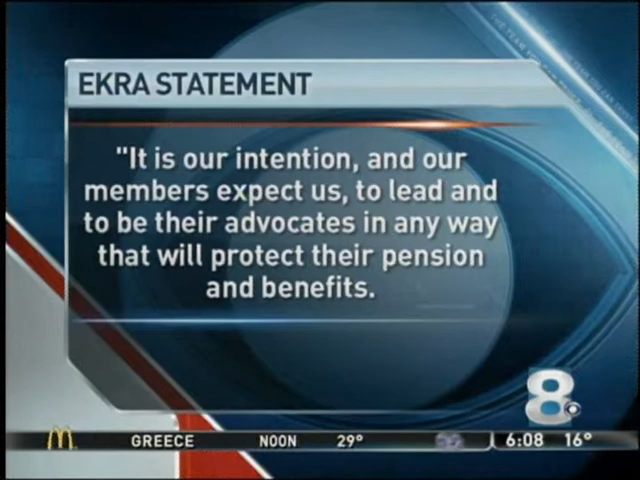 EKRA STATEMENT
"It is our intention, and our
members expect us, to lead and
to be their advocates in any way
that will protect their pension
and benefits.
8
GREECE NOON 29° 6:08 16°